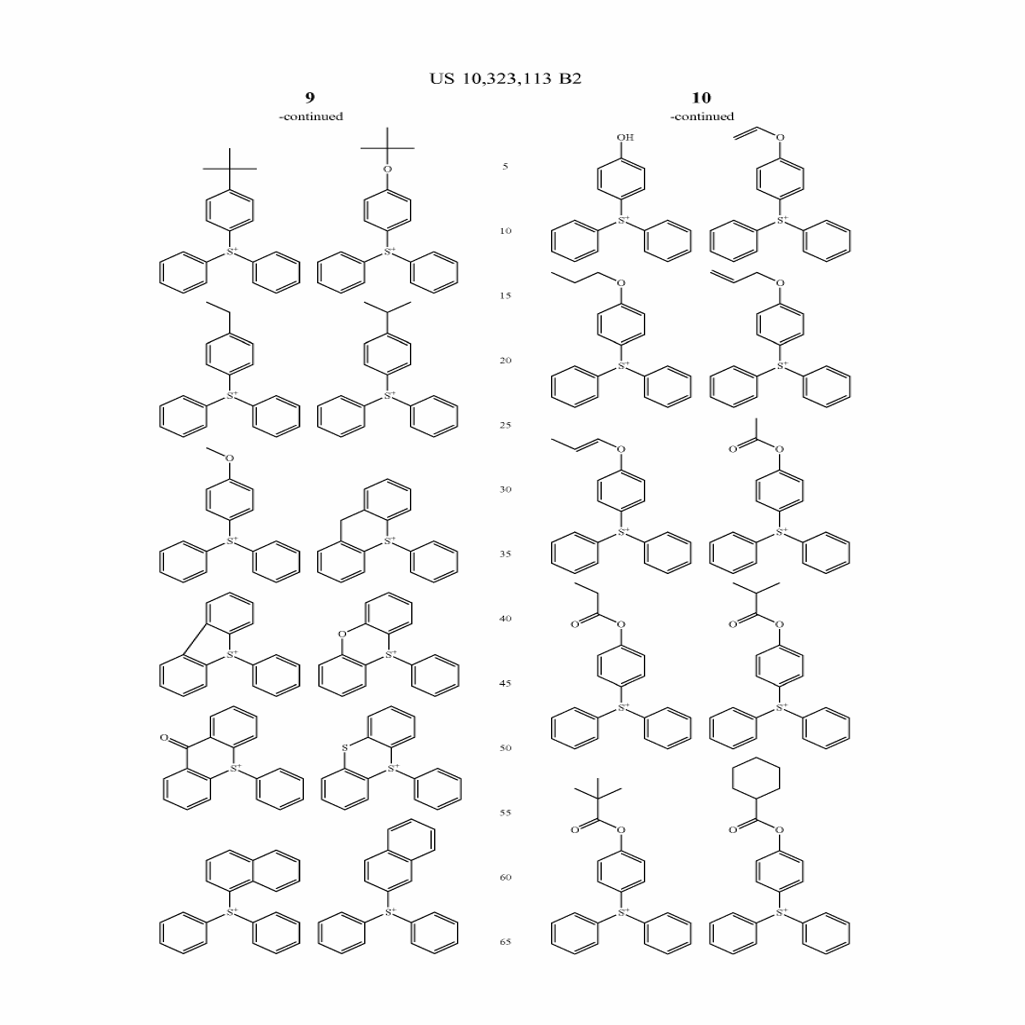 US 10,323,113 B2
9
-continued
O
S+
S+
S+
S+
O
S+
S+
O
S+
S+
O
S
S+
S+
S+
S+
5
10
15
20
25
30
35
40
45
50
55
60
65
10
-continued
OH
O
S+
S+
O
O
S+
S+
O
O
O
S+
S+
O
O
O
O
S+
S+
O
O
O
O
S+
S+